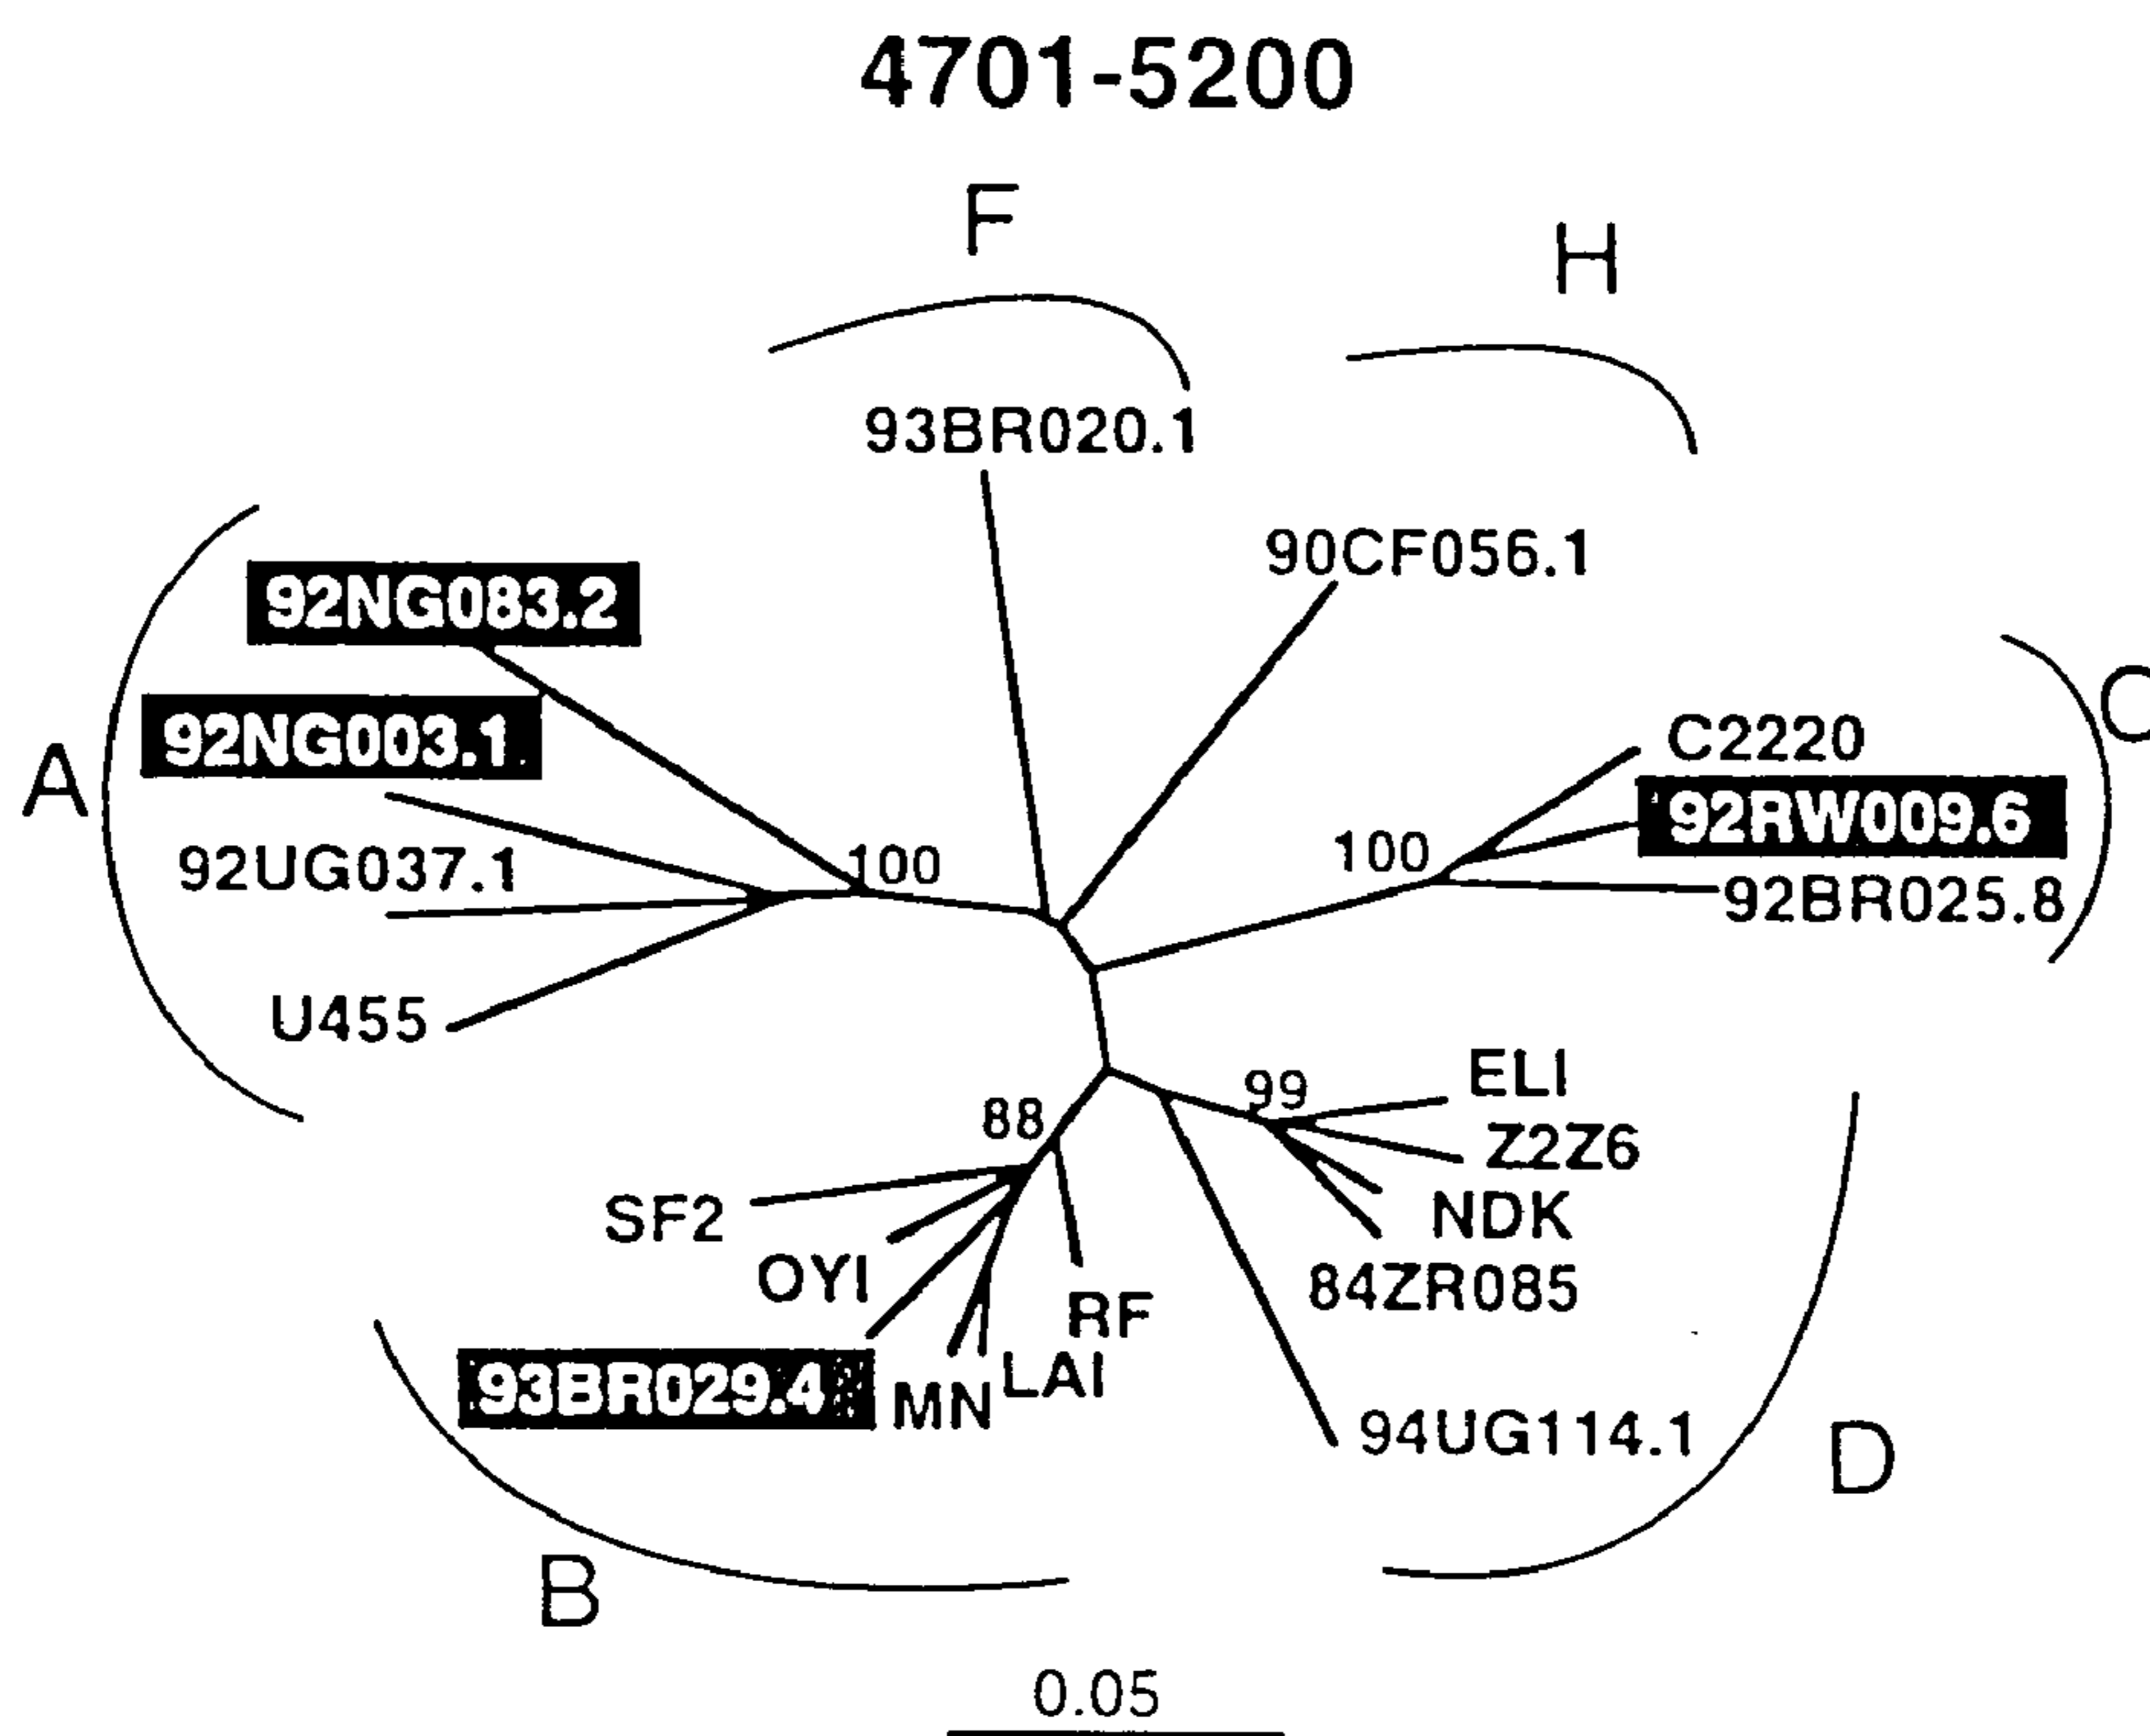 4701-5200
F
H
93BR020.1
90CF056.1
92NG083.2
C
C2220
92NG003.1
A
92RW009.6
100
100
92UG037.1
92BR025.8
U455
ELI
99
88
Z2Z6
SF2
NDK
OYI
84ZR085
RF
LAI
93BR029.4
MN
94UG114.1
D
B
0.05